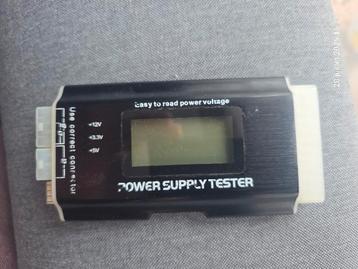 Easy to read power voltage
+12V
+3.3V
+5V
Use correct connector
POWER SUPPLY TESTER